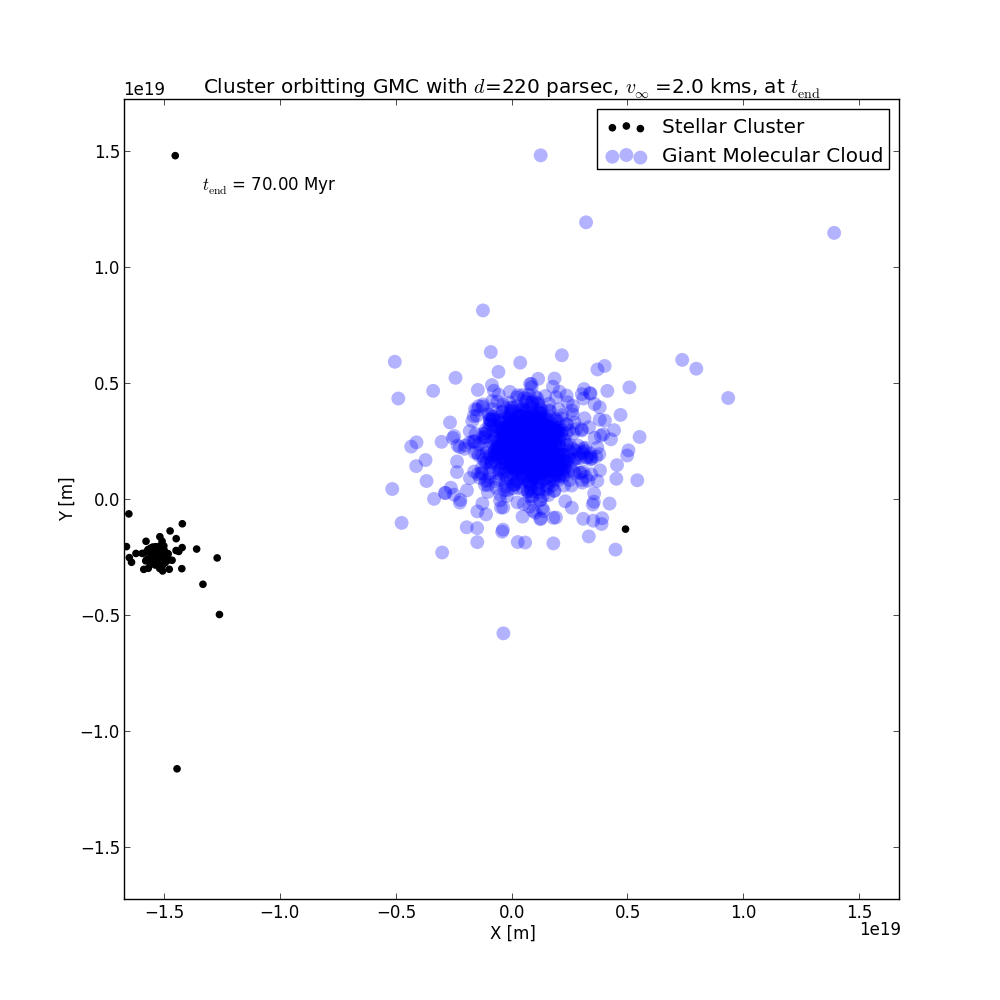 Cluster orbitting GMC with d=220 parsec, v∞ =2.0 kms, at t_end
1e19
Stellar Cluster
Giant Molecular Cloud
t_end = 70.00 Myr
1.5
1.0
0.5
0.0
−0.5
−1.0
−1.5
Y [m]
−1.5 −1.0 −0.5 0.0 0.5 1.0 1.5
1e19
X [m]